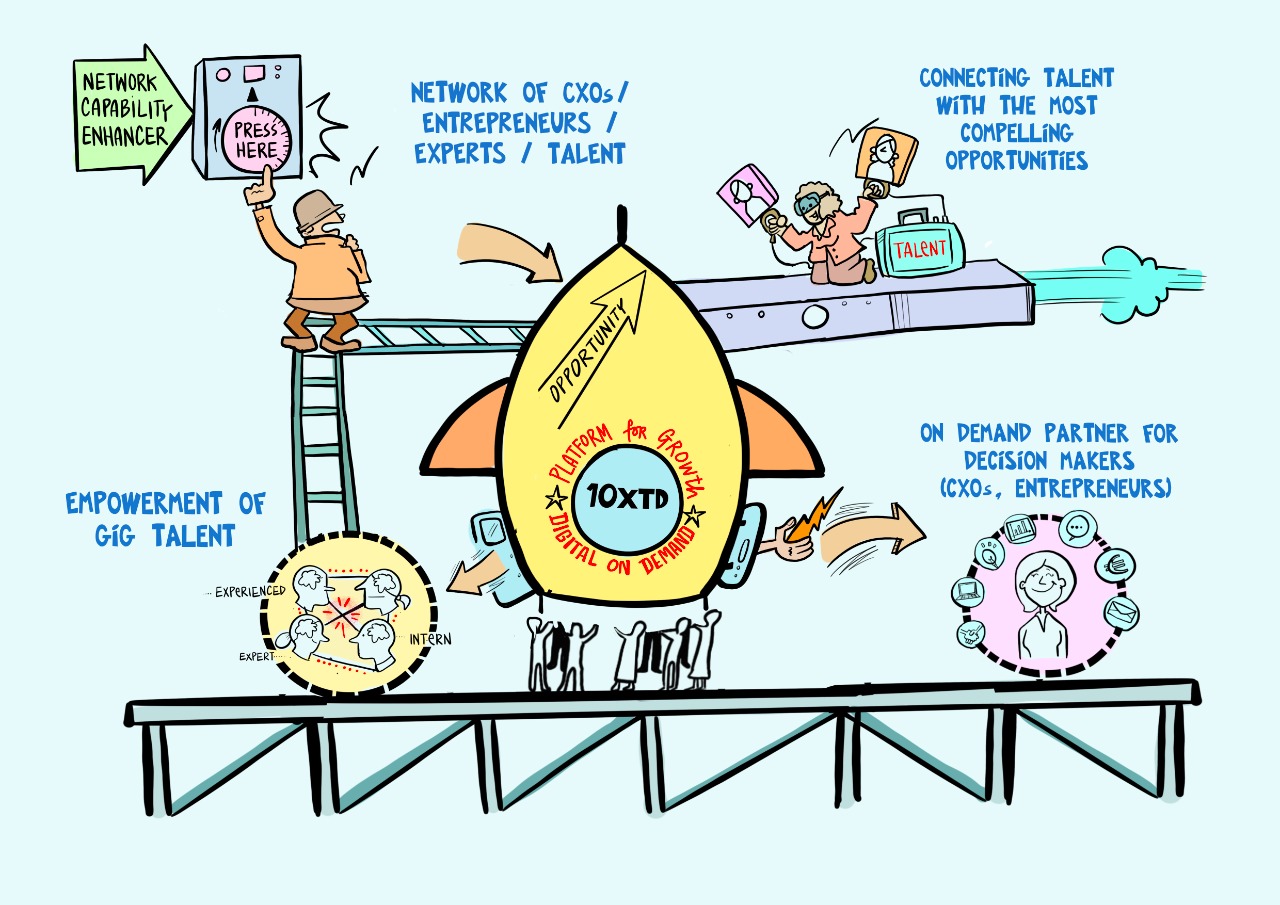 NETWORK
CAPABiLiTY
ENHANCER
PRESS
HERE
NETWORK OF CXOs/
ENTREPRENEURS /
EXPERTS / TALENT
CONNECTiNG TALENT
WiTH THE MOST
COMPELLiNG
OPPORTUNiTiES
TALeNT
OPPORTUNiTY
PLATFORM for GRowth
10XTD
DIGITAL ON DEMAND
ON DEMAND PARTNER FOR
DECiSiON MAKERS
(CXOs, ENTREPRENEURS)
EMPOWERMENT OF
GiG TALENT
EXPERIENCED
INTeRN
EXPERT
€